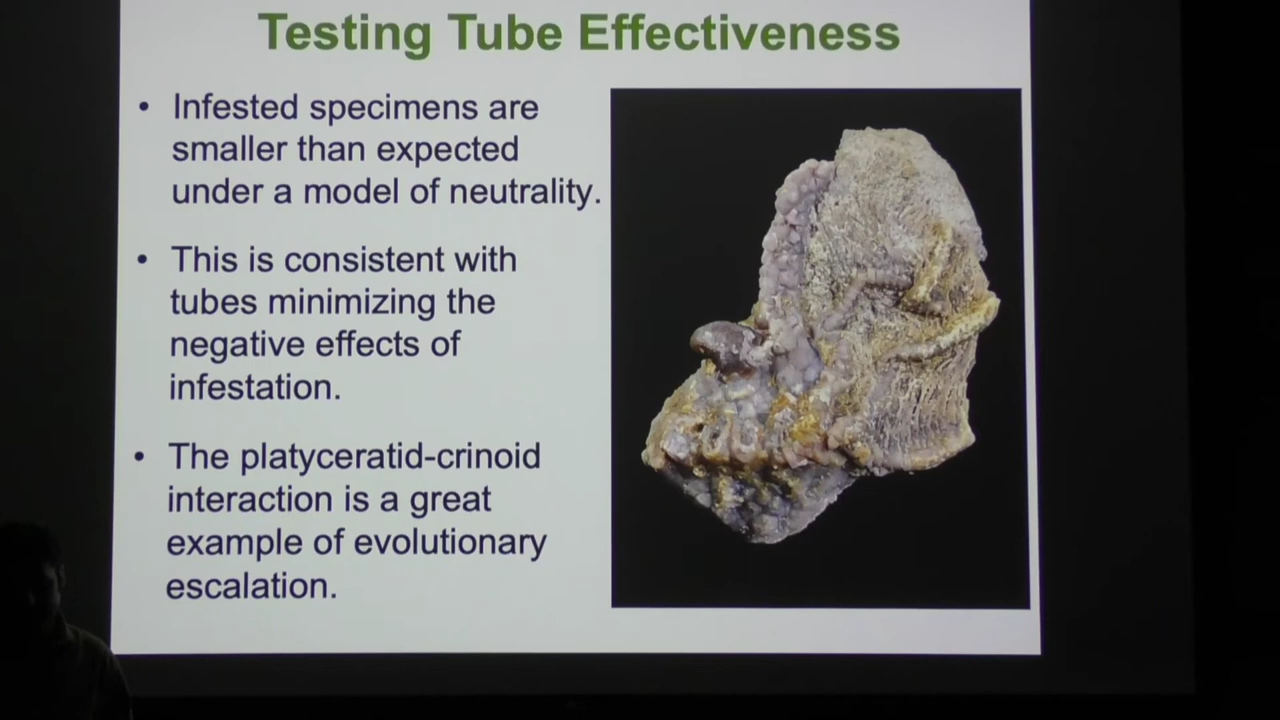 Testing Tube Effectiveness
• Infested specimens are
smaller than expected
under a model of neutrality.
• This is consistent with
tubes minimizing the
negative effects of
infestation.
• The platyceratid-crinoid
interaction is a great
example of evolutionary
escalation.